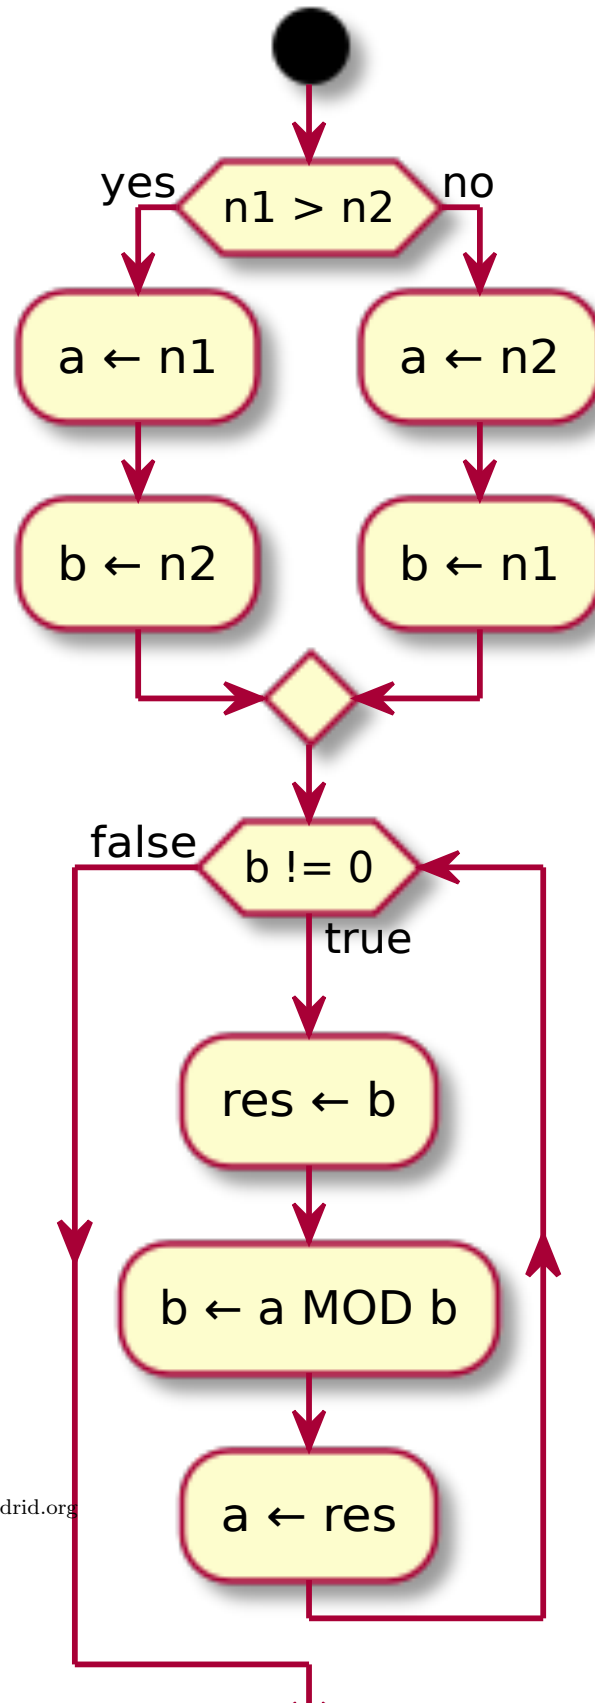 yes
n1 > n2
no
a ← n1
a ← n2
b ← n2
b ← n1
false
b != 0
true
res ← b
b ← a MOD b
drid.org
a ← res